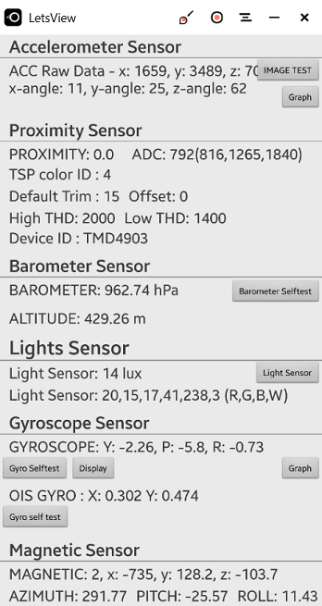 LetsView
Accelerometer Sensor
ACC Raw Data - x: 1659, y: 3489, z: IMAGE TEST
x-angle: 11, y-angle: 25, z-angle: 62
Graph
Proximity Sensor
PROXIMITY: 0.0 ADC: 792(816,1265,1840)
TSP color ID : 4
Default Trim : 15 Offset: 0
High THD: 2000 Low THD: 1400
Device ID : TMD4903
Barometer Sensor
BAROMETER: 962.74 hPa Barometer Selftest
ALTITUDE: 429.26 m
Lights Sensor
Light Sensor: 14 lux Light Sensor
Light Sensor: 20,15,17,41,238,3 (R,G,B,W)
Gyroscope Sensor
GYROSCOPE: Y: -2.26, P: -5.8, R: -0.73
Gyro Selftest Display Graph
OIS GYRO : X: 0.302 Y: 0.474
Gyro self test
Magnetic Sensor
MAGNETIC: 2, x: -735, y: 128.2, z: -103.7
AZIMUTH: 291.77 PITCH: -25.57 ROLL: 11.43